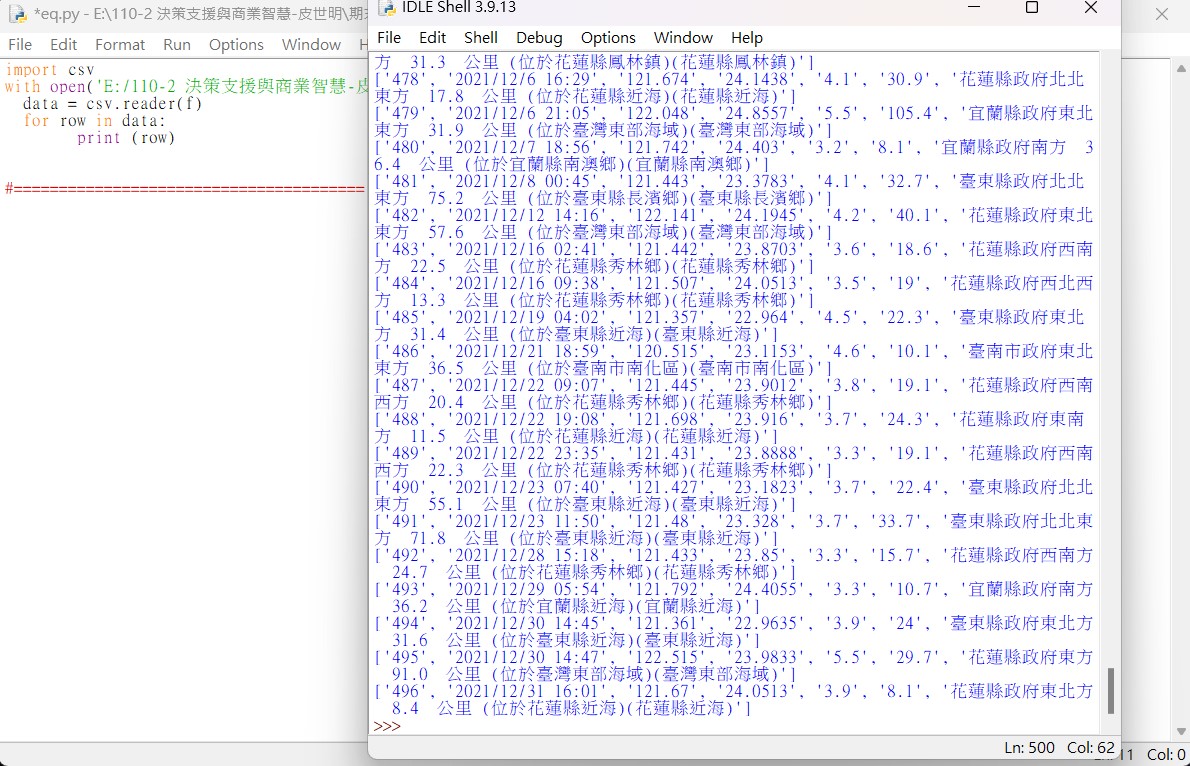 *eq.py - E:\110-2 決策支援與商業智慧-皮世明\期
File Edit Format Run Options Window H
import csv
with open('E:/110-2 決策支援與商業智慧-皮
data = csv.reader(f)
for row in data:
print (row)
#=======================================
IDLE Shell 3.9.13
File Edit Shell Debug Options Window Help
方  31.3  公里 (位於花蓮縣鳳林鎮)(花蓮縣鳳林鎮)']
['478', '2021/12/6 16:29', '121.674', '24.1438', '4.1', '30.9', '花蓮縣政府北北
東方  17.8  公里 (位於花蓮縣近海)(花蓮縣近海)']
['479', '2021/12/6 21:05', '122.048', '24.8557', '5.5', '105.4', '宜蘭縣政府東北
東方  31.9  公里 (位於臺灣東部海域)(臺灣東部海域)']
['480', '2021/12/7 18:56', '121.742', '24.403', '3.2', '8.1', '宜蘭縣政府南方  3
6.4  公里 (位於宜蘭縣南澳鄉)(宜蘭縣南澳鄉)']
['481', '2021/12/8 00:45', '121.443', '23.3783', '4.1', '32.7', '臺東縣政府北北
東方  75.2  公里 (位於臺東縣長濱鄉)(臺東縣長濱鄉)']
['482', '2021/12/12 14:16', '122.141', '24.1945', '4.2', '40.1', '花蓮縣政府東北
東方  57.6  公里 (位於臺灣東部海域)(臺灣東部海域)']
['483', '2021/12/16 02:41', '121.442', '23.8703', '3.6', '18.6', '花蓮縣政府西南
方  22.5  公里 (位於花蓮縣秀林鄉)(花蓮縣秀林鄉)']
['484', '2021/12/16 09:38', '121.507', '24.0513', '3.5', '19', '花蓮縣政府西北西
方  13.3  公里 (位於花蓮縣秀林鄉)(花蓮縣秀林鄉)']
['485', '2021/12/19 04:02', '121.357', '22.964', '4.5', '22.3', '臺東縣政府東北
方  31.4  公里 (位於臺東縣近海)(臺東縣近海)']
['486', '2021/12/21 18:59', '120.515', '23.1153', '4.6', '10.1', '臺南市政府東北
東方  36.5  公里 (位於臺南市南化區)(臺南市南化區)']
['487', '2021/12/22 09:07', '121.445', '23.9012', '3.8', '19.1', '花蓮縣政府西南
西方  20.4  公里 (位於花蓮縣秀林鄉)(花蓮縣秀林鄉)']
['488', '2021/12/22 19:08', '121.698', '23.916', '3.7', '24.3', '花蓮縣政府東南
方  11.5  公里 (位於花蓮縣近海)(花蓮縣近海)']
['489', '2021/12/22 23:35', '121.431', '23.8888', '3.3', '19.1', '花蓮縣政府西南
西方  22.3  公里 (位於花蓮縣秀林鄉)(花蓮縣秀林鄉)']
['490', '2021/12/23 07:40', '121.427', '23.1823', '3.7', '22.4', '臺東縣政府北北
東方  55.1  公里 (位於臺東縣近海)(臺東縣近海)']
['491', '2021/12/23 11:50', '121.48', '23.328', '3.7', '33.7', '臺東縣政府北北東
方  71.8  公里 (位於臺東縣近海)(臺東縣近海)']
['492', '2021/12/28 15:18', '121.433', '23.85', '3.3', '15.7', '花蓮縣政府西南方
24.7  公里 (位於花蓮縣秀林鄉)(花蓮縣秀林鄉)']
['493', '2021/12/29 05:54', '121.792', '24.4055', '3.3', '10.7', '宜蘭縣政府南方
36.2  公里 (位於宜蘭縣近海)(宜蘭縣近海)']
['494', '2021/12/30 14:45', '121.361', '22.9635', '3.9', '24', '臺東縣政府東北方
31.6  公里 (位於臺東縣近海)(臺東縣近海)']
['495', '2021/12/30 14:47', '122.515', '23.9833', '5.5', '29.7', '花蓮縣政府東方
91.0  公里 (位於臺灣東部海域)(臺灣東部海域)']
['496', '2021/12/31 16:01', '121.67', '24.0513', '3.9', '8.1', '花蓮縣政府東北方
8.4  公里 (位於花蓮縣近海)(花蓮縣近海)']
>>>
Ln: 500 Col: 62
11 Col: 0